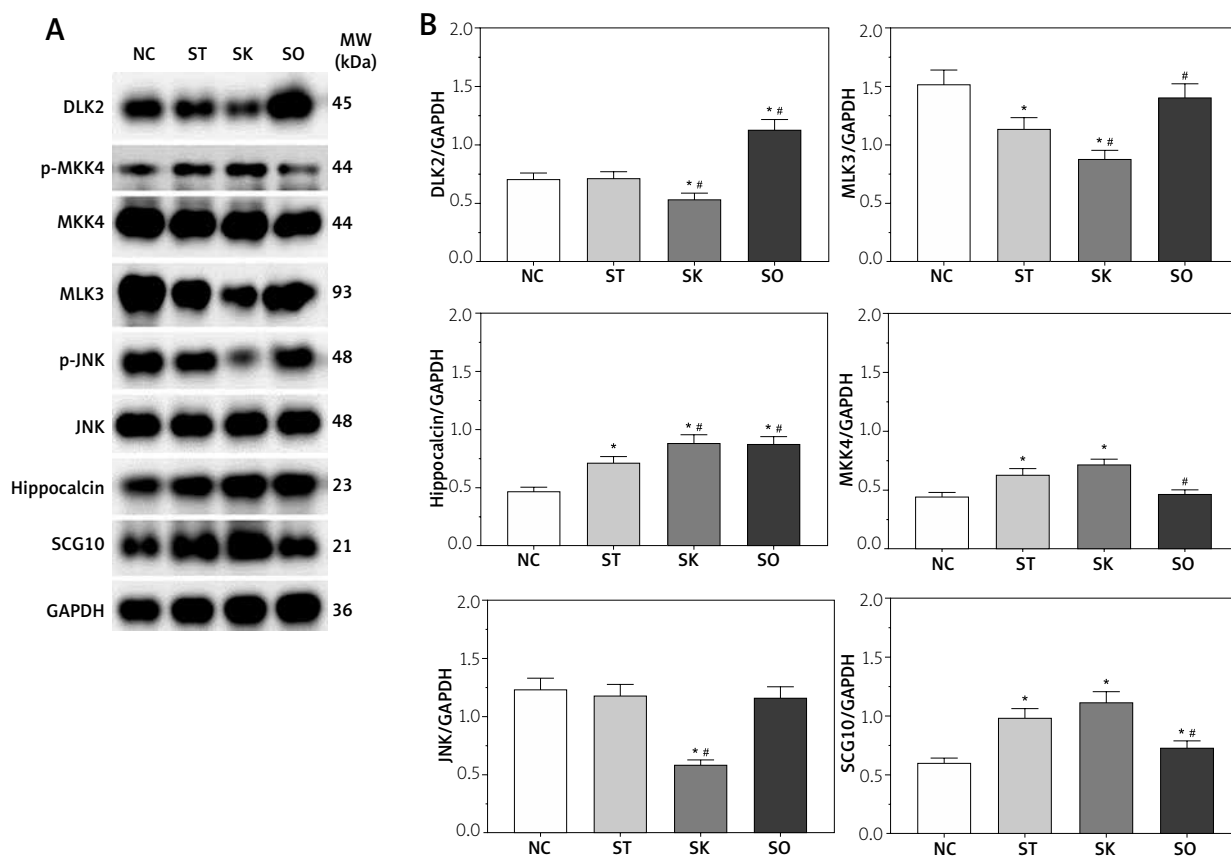 A
NC ST SK SO MW (kDa)
DLK2 45
p-MKK4 44
MKK4 44
MLK3 93
p-JNK 48
JNK 48
Hippocalcin 23
SCG10 21
GAPDH 36
B
DLK2/GAPDH
2.0
1.5
1.0
0.5
0.0
* #
* #
NC ST SK SO
MLK3/GAPDH
2.0
1.5
1.0
0.5
0.0
*
* #
#
NC ST SK SO
Hippocalcin/GAPDH
2.0
1.5
1.0
0.5
0.0
*
* #
* #
NC ST SK SO
MKK4/GAPDH
2.0
1.5
1.0
0.5
0.0
*
*
#
NC ST SK SO
JNK/GAPDH
2.0
1.5
1.0
0.5
0.0
* #
NC ST SK SO
SCG10/GAPDH
2.0
1.5
1.0
0.5
0.0
*
*
* #
NC ST SK SO